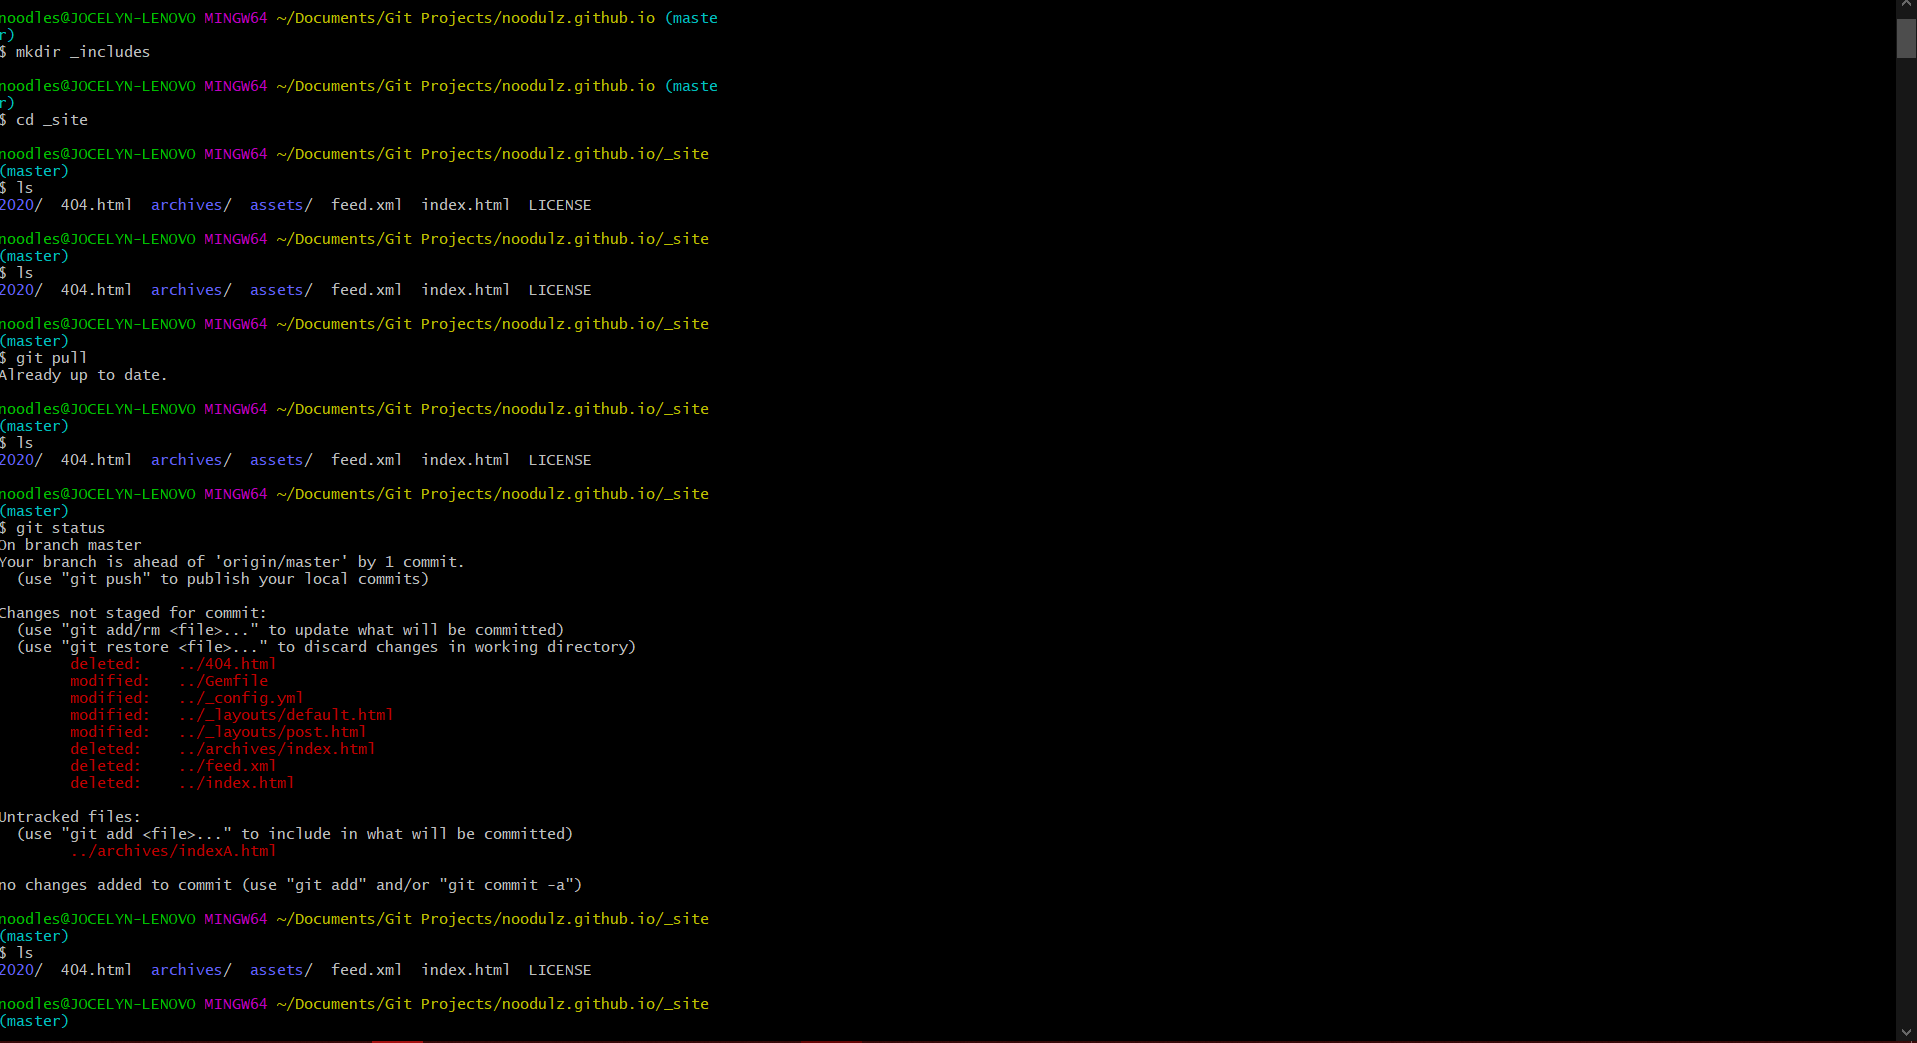 noodles@JOCELYN-LENOVO MINGW64 ~/Documents/Git Projects/noodulz.github.io (maste
r)
$ mkdir _includes
noodles@JOCELYN-LENOVO MINGW64 ~/Documents/Git Projects/noodulz.github.io (maste
r)
$ cd _site
noodles@JOCELYN-LENOVO MINGW64 ~/Documents/Git Projects/noodulz.github.io/_site
(master)
$ ls
2020/  404.html  archives/  assets/  feed.xml  index.html  LICENSE
noodles@JOCELYN-LENOVO MINGW64 ~/Documents/Git Projects/noodulz.github.io/_site
(master)
$ ls
2020/  404.html  archives/  assets/  feed.xml  index.html  LICENSE
noodles@JOCELYN-LENOVO MINGW64 ~/Documents/Git Projects/noodulz.github.io/_site
(master)
$ git pull
Already up to date.
noodles@JOCELYN-LENOVO MINGW64 ~/Documents/Git Projects/noodulz.github.io/_site
(master)
$ ls
2020/  404.html  archives/  assets/  feed.xml  index.html  LICENSE
noodles@JOCELYN-LENOVO MINGW64 ~/Documents/Git Projects/noodulz.github.io/_site
(master)
$ git status
On branch master
Your branch is ahead of 'origin/master' by 1 commit.
  (use "git push" to publish your local commits)
Changes not staged for commit:
  (use "git add/rm <file>..." to update what will be committed)
  (use "git restore <file>..." to discard changes in working directory)
        deleted:    ../404.html
        modified:   ../Gemfile
        modified:   ../_config.yml
        modified:   ../_layouts/default.html
        modified:   ../_layouts/post.html
        deleted:    ../archives/index.html
        deleted:    ../feed.xml
        deleted:    ../index.html
Untracked files:
  (use "git add <file>..." to include in what will be committed)
        ../archives/indexA.html
no changes added to commit (use "git add" and/or "git commit -a")
noodles@JOCELYN-LENOVO MINGW64 ~/Documents/Git Projects/noodulz.github.io/_site
(master)
$ ls
2020/  404.html  archives/  assets/  feed.xml  index.html  LICENSE
noodles@JOCELYN-LENOVO MINGW64 ~/Documents/Git Projects/noodulz.github.io/_site
(master)